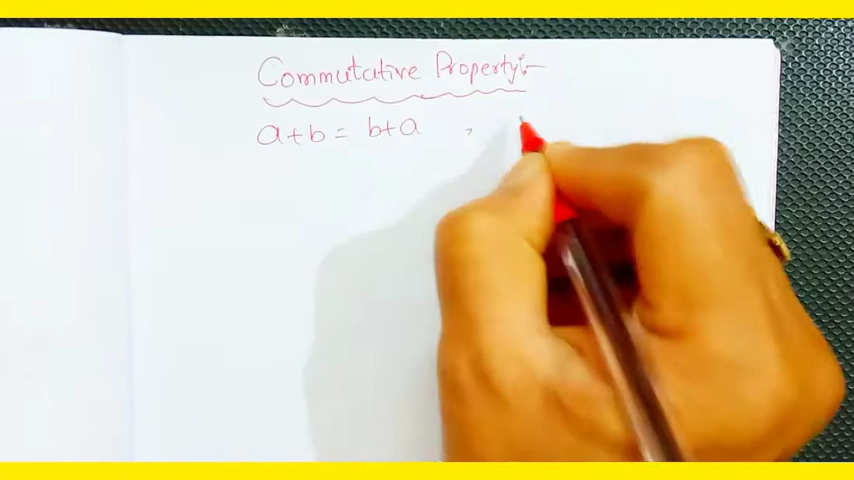 Commutative Property:-
a+b = b+a ,